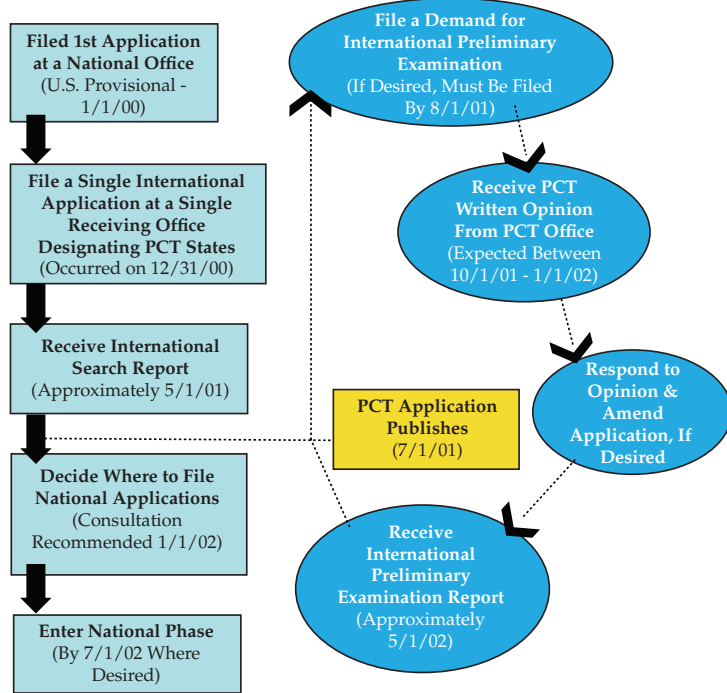 Filed 1st Application
at a National Office
(U.S. Provisional -
1/1/00)
File a Single International
Application at a Single
Receiving Office
Designating PCT States
(Occurred on 12/31/00)
Receive International
Search Report
(Approximately 5/1/01)
Decide Where to File
National Applications
(Consultation
Recommended 1/1/02)
Enter National Phase
(By 7/1/02 Where
Desired)
PCT Application
Publishes
(7/1/01)
File a Demand for
International Preliminary
Examination
(If Desired, Must Be Filed
By 8/1/01)
Receive PCT
Written Opinion
From PCT Office
(Expected Between
10/1/01 - 1/1/02)
Respond to
Opinion &
Amend
Application, If
Desired
Receive
International
Preliminary
Examination Report
(Approximately
5/1/02)